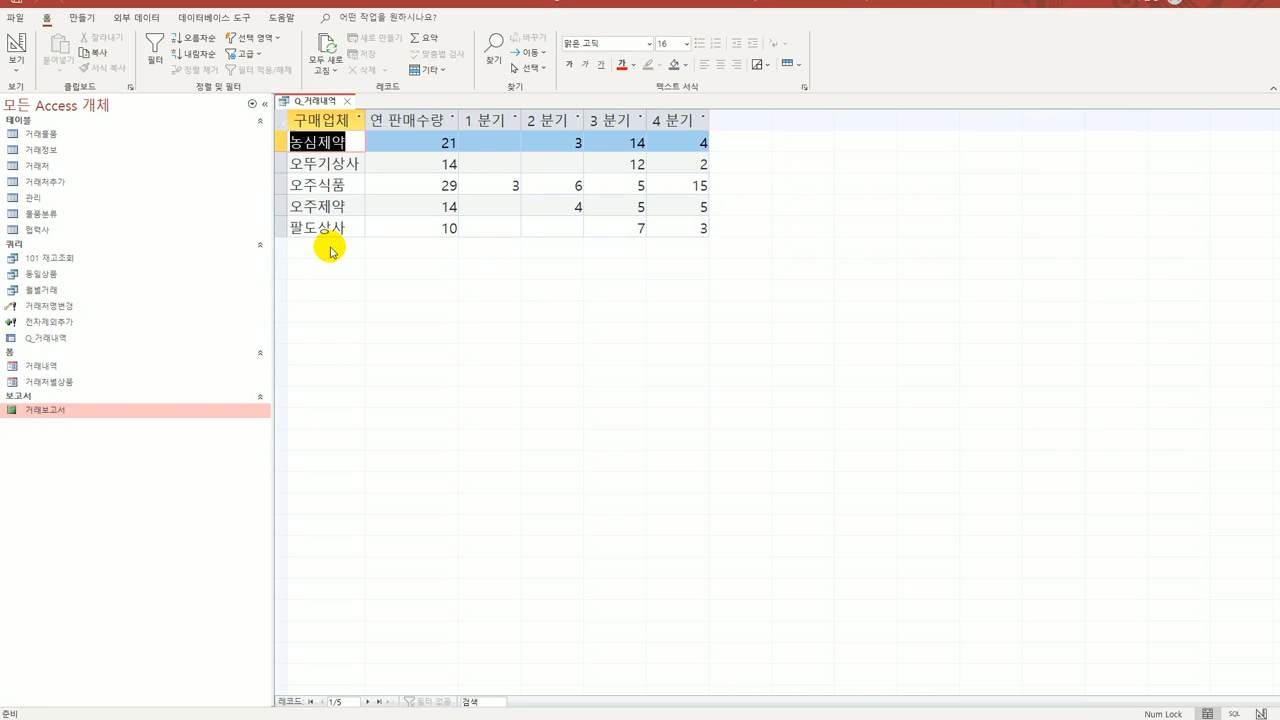 파일 홈 만들기 외부 데이터 데이터베이스 도구 도움말 어떤 작업을 원하시나요?
보기
붙여넣기
잘라내기
복사
서식 복사
필터
오름차순
내림차순
정렬 제거
선택 영역
고급
필터 적용/해제
모두 새로 고침
새로 만들기
저장
삭제
요약
맞춤법 검사
기타
찾기
바꾸기
이동
선택
맑은 고딕 16
가 가 가 가
보기 클립보드 정렬 및 필터 레코드 찾기 텍스트 서식
모든 Access 개체
테이블
거래물품
거래정보
거래처
거래처추가
관리
물품분류
협력사
쿼리
101 재고조회
동일상품
월별거래
거래처명변경
전자제외추가
Q_거래내역
폼
거래내역
거래처별상품
보고서
거래보고서
Q_거래내역
구매업체 연 판매수량 1 분기 2 분기 3 분기 4 분기
농심제약 21 3 14 4
오뚜기상사 14 12 2
오주식품 29 3 6 5 15
오주제약 14 4 5 5
팔도상사 10 7 3
레코드: 1/5 필터 없음 검색
준비 Num Lock SQL